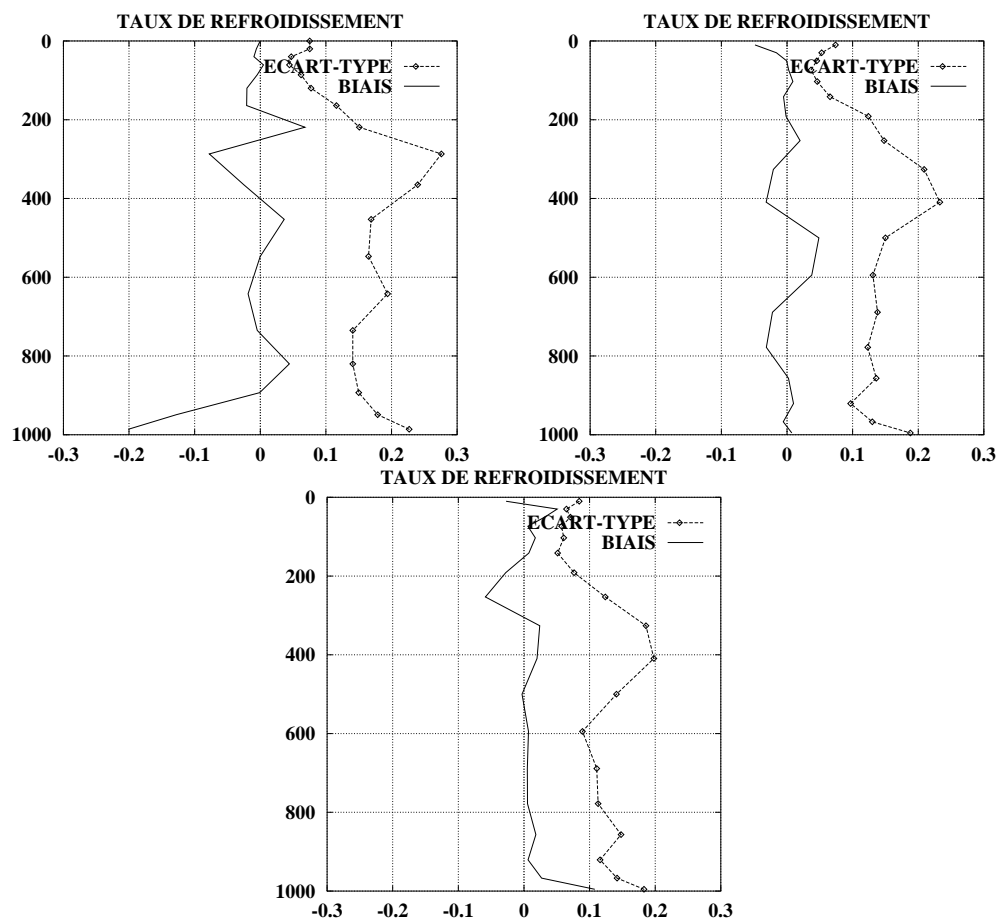 TAUX DE REFROIDISSEMENT
0
200
400
600
800
1000
ECART-TYPE
BIAIS
-0.3 -0.2 -0.1 0 0.1 0.2 0.3
TAUX DE REFROIDISSEMENT
0
200
400
600
800
1000
ECART-TYPE
BIAIS
-0.3 -0.2 -0.1 0 0.1 0.2 0.3
TAUX DE REFROIDISSEMENT
0
200
400
600
800
1000
ECART-TYPE
BIAIS
-0.3 -0.2 -0.1 0 0.1 0.2 0.3